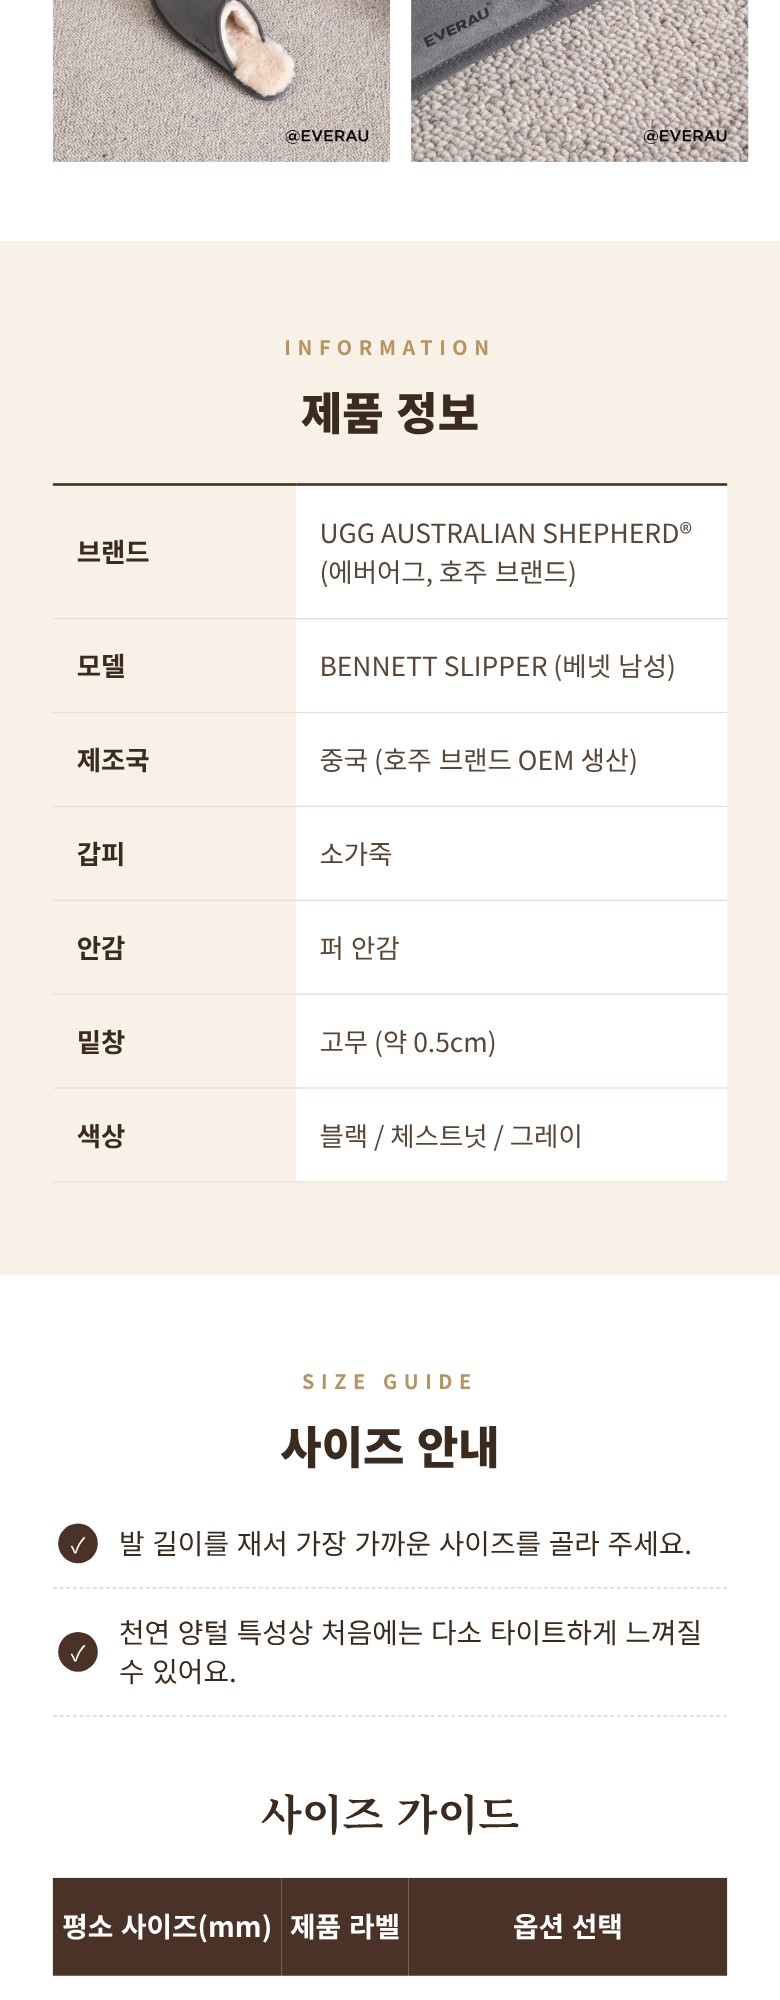 EVERAU
@EVERAU
@EVERAU
INFORMATION
제품 정보
브랜드
UGG AUSTRALIAN SHEPHERD®
(에버어그, 호주 브랜드)
모델
BENNETT SLIPPER (베넷 남성)
제조국
중국 (호주 브랜드 OEM 생산)
갑피
소가죽
안감
퍼 안감
밑창
고무 (약 0.5cm)
색상
블랙 / 체스트넛 / 그레이
SIZE GUIDE
사이즈 안내
발 길이를 재서 가장 가까운 사이즈를 골라 주세요.
천연 양털 특성상 처음에는 다소 타이트하게 느껴질
수 있어요.
사이즈 가이드
평소 사이즈(mm)
제품 라벨
옵션 선택